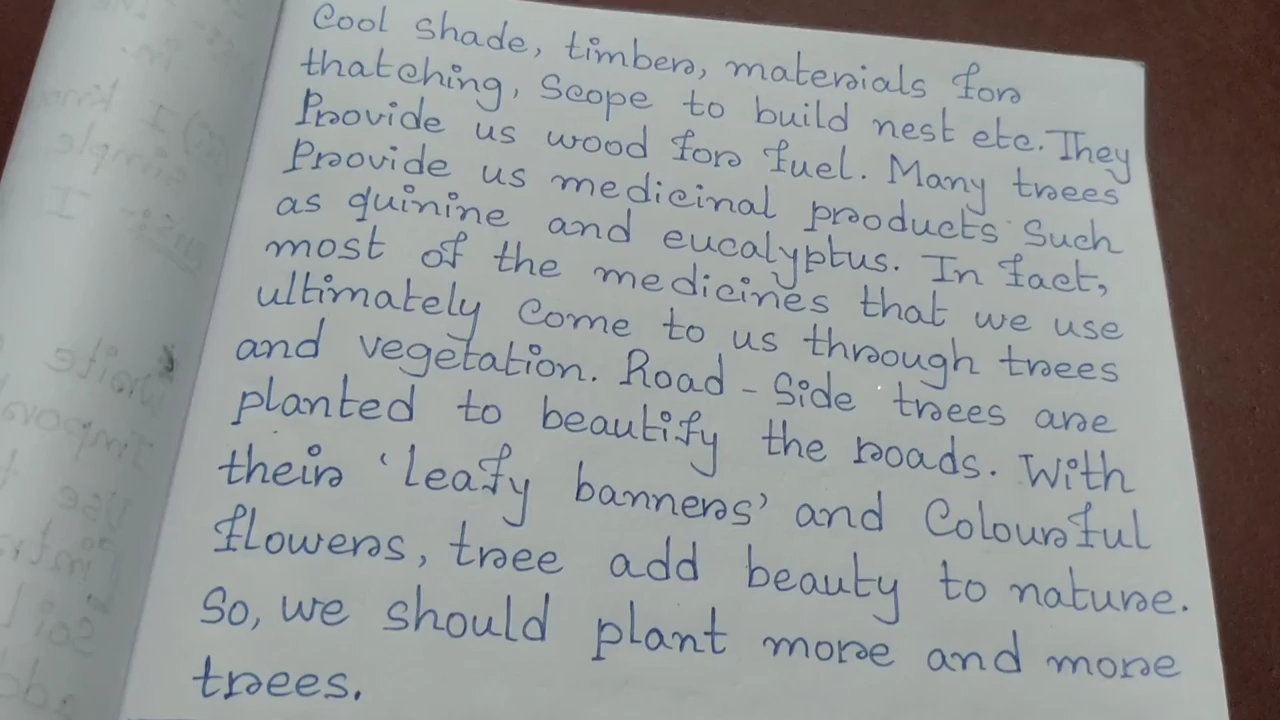 Cool shade, timber, materials for
thatching, Scope to build nest etc. They
Provide us wood for fuel. Many trees
Provide us medicinal products such
as quinine and eucalyptus. In fact,
most of the medicines that we use
ultimately come to us through trees
and vegetation. Road-Side trees are
planted to beautify the roads. With
their 'leafy banners' and Colourful
flowers, tree add beauty to nature.
So, we should plant more and more
trees.